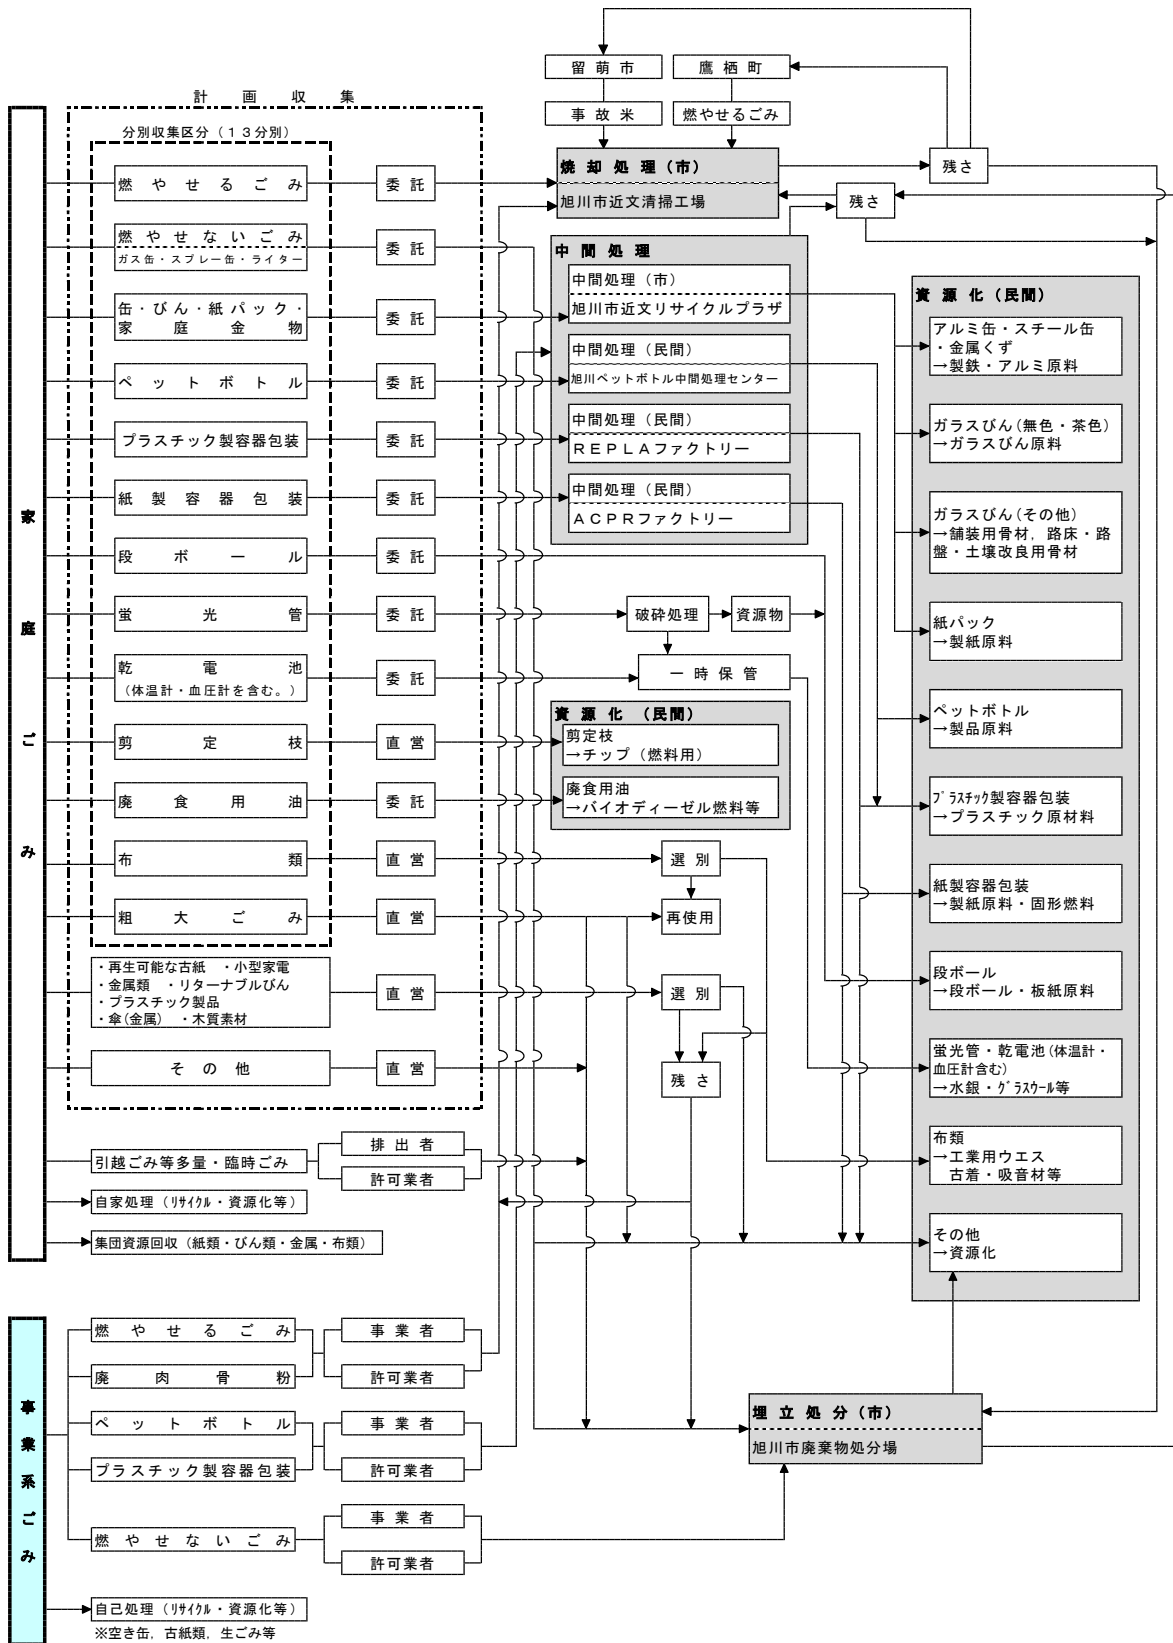 留萌市
鷹栖町
計画収集
事故米
燃やせるごみ
分別収集区分（１３分別）
焼却処理（市）
旭川市近文清掃工場
残さ
残さ
燃やせるごみ
委託
燃やせないごみ
ガス缶・スプレー缶・ライター
委託
缶・びん・紙パック・
家庭金物
委託
ペットボトル
委託
プラスチック製容器包装
委託
紙製容器包装
委託
段ボール
委託
蛍光管
委託
乾電池
（体温計・血圧計を含む。）
委託
剪定枝
直営
廃食用油
委託
布類
直営
粗大ごみ
直営
・再生可能な古紙　・小型家電
・金属類　・リターナブルびん
・プラスチック製品
・傘(金属)　・木質素材
直営
その他
直営
中間処理
中間処理（市）
旭川市近文リサイクルプラザ
中間処理（民間）
旭川ペットボトル中間処理センター
中間処理（民間）
ＲＥＰＬＡファクトリー
中間処理（民間）
ＡＣＰＲファクトリー
破砕処理
資源物
一時保管
資源化（民間）
剪定枝
→チップ（燃料用）
廃食用油
→バイオディーゼル燃料等
選別
再使用
選別
残さ
資源化（民間）
アルミ缶・スチール缶
・金属くず
→製鉄・アルミ原料
ガラスびん(無色・茶色)
→ガラスびん原料
ガラスびん(その他)
→舗装用骨材，路床・路
盤・土壌改良用骨材
紙パック
→製紙原料
ペットボトル
→製品原料
ﾌﾟﾗｽﾁｯｸ製容器包装
→プラスチック原材料
紙製容器包装
→製紙原料・固形燃料
段ボール
→段ボール・板紙原料
蛍光管・乾電池(体温計・
血圧計含む)
→水銀・ｸﾞﾗｽｳｰﾙ等
布類
→工業用ウエス
古着・吸音材等
その他
→資源化
家庭ごみ
引越ごみ等多量・臨時ごみ
排出者
許可業者
自家処理（ﾘｻｲｸﾙ・資源化等）
集団資源回収（紙類・びん類・金属・布類）
事業系ごみ
燃やせるごみ
廃肉骨粉
事業者
許可業者
ペットボトル
プラスチック製容器包装
事業者
許可業者
燃やせないごみ
事業者
許可業者
埋立処分（市）
旭川市廃棄物処分場
自己処理（ﾘｻｲｸﾙ・資源化等）
※空き缶，古紙類，生ごみ等